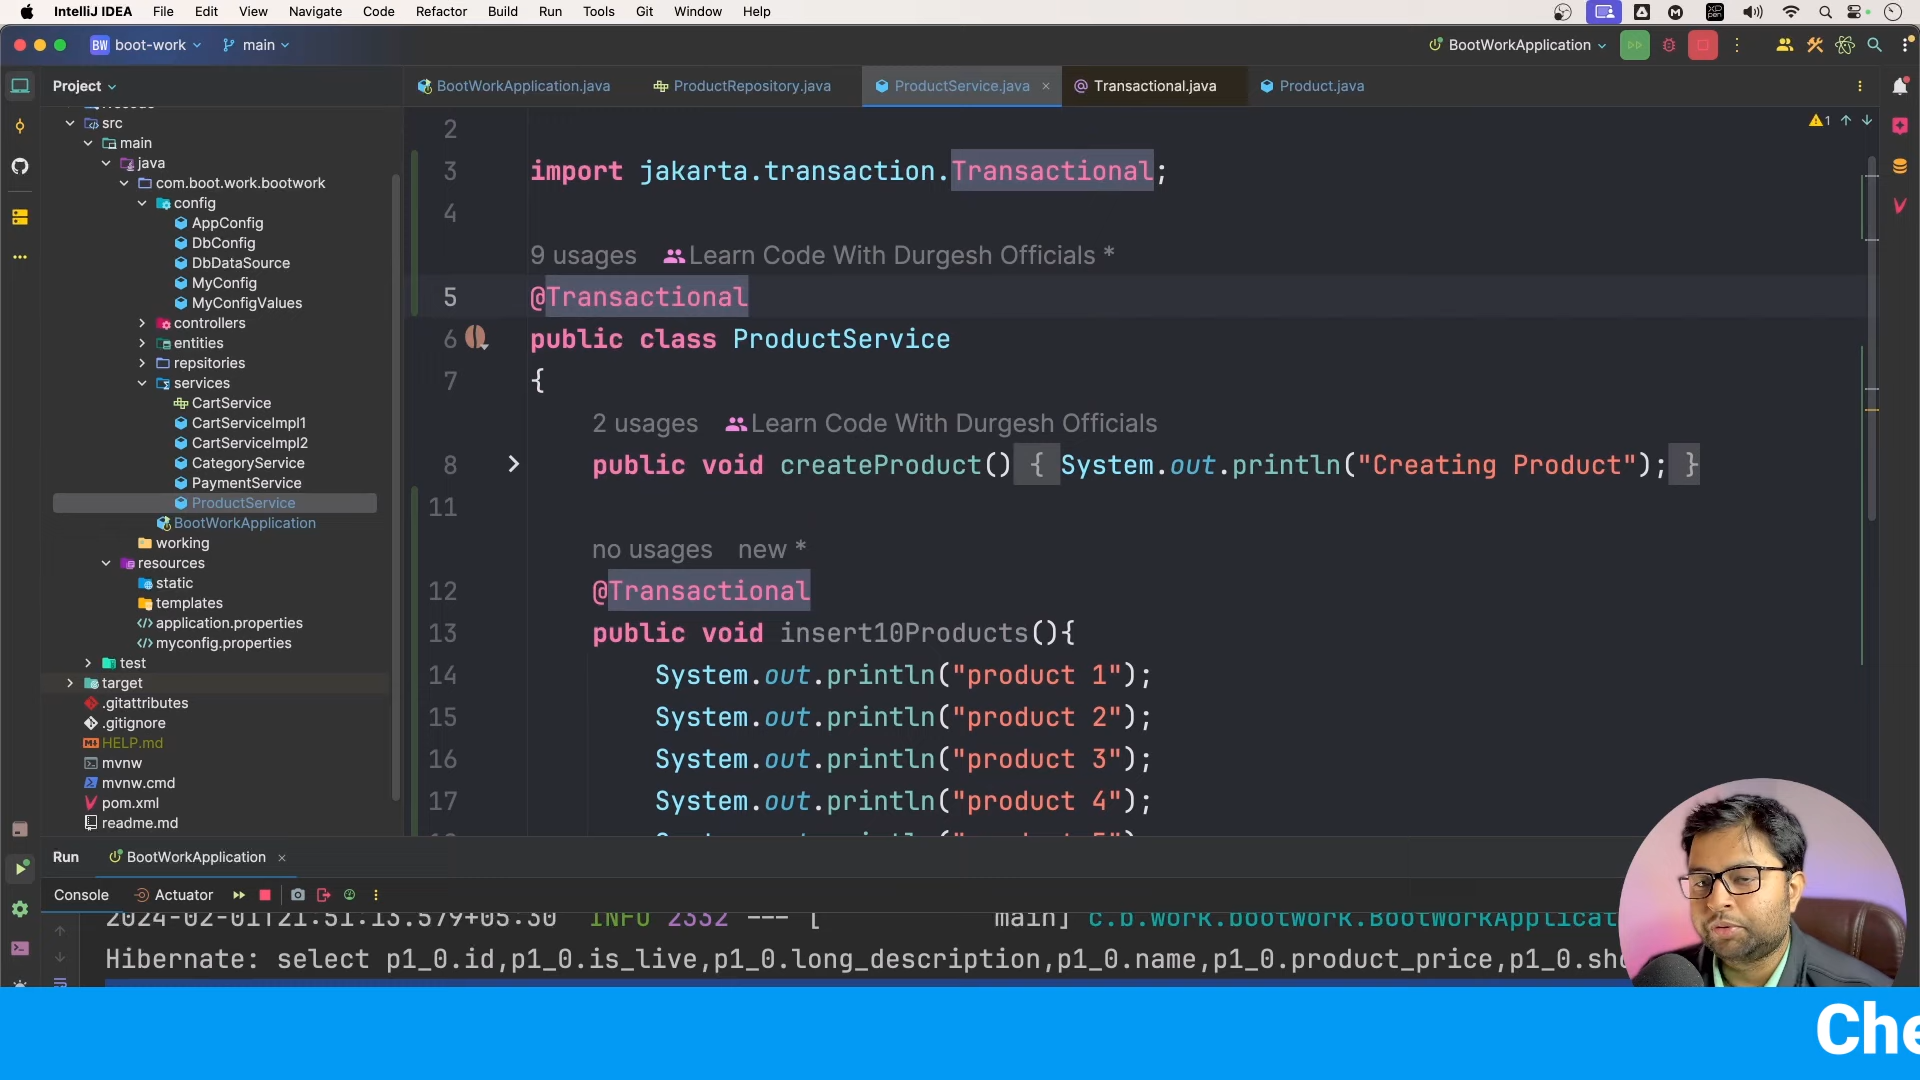 IntelliJ IDEA File Edit View Navigate Code Refactor Build Run Tools Git Window Help
BW boot-work main BootWorkApplication
Project
BootWorkApplication.java ProductRepository.java ProductService.java Transactional.java Product.java
src
main
java
com.boot.work.bootwork
config
AppConfig
DbConfig
DbDataSource
MyConfig
MyConfigValues
controllers
entities
repsitories
services
CartService
CartServiceImpl1
CartServiceImpl2
CategoryService
PaymentService
ProductService
BootWorkApplication
working
resources
static
templates
application.properties
myconfig.properties
test
target
.gitattributes
.gitignore
HELP.md
mvnw
mvnw.cmd
pom.xml
readme.md
1
2
3 import jakarta.transaction.Transactional;
4
9 usages Learn Code With Durgesh Officials *
5 @Transactional
6 public class ProductService
7 {
2 usages Learn Code With Durgesh Officials
8 public void createProduct() { System.out.println("Creating Product"); }
11
no usages new *
12 @Transactional
13 public void insert10Products(){
14 System.out.println("product 1");
15 System.out.println("product 2");
16 System.out.println("product 3");
17 System.out.println("product 4");
Run BootWorkApplication
Console Actuator
2024-02-01T21:51:13.579+05:30 INFO 2332 --- [ main] c.b.work.bootwork.BootWorkApplicat
Hibernate: select p1_0.id,p1_0.is_live,p1_0.long_description,p1_0.name,p1_0.product_price,p1_0.sho
Che